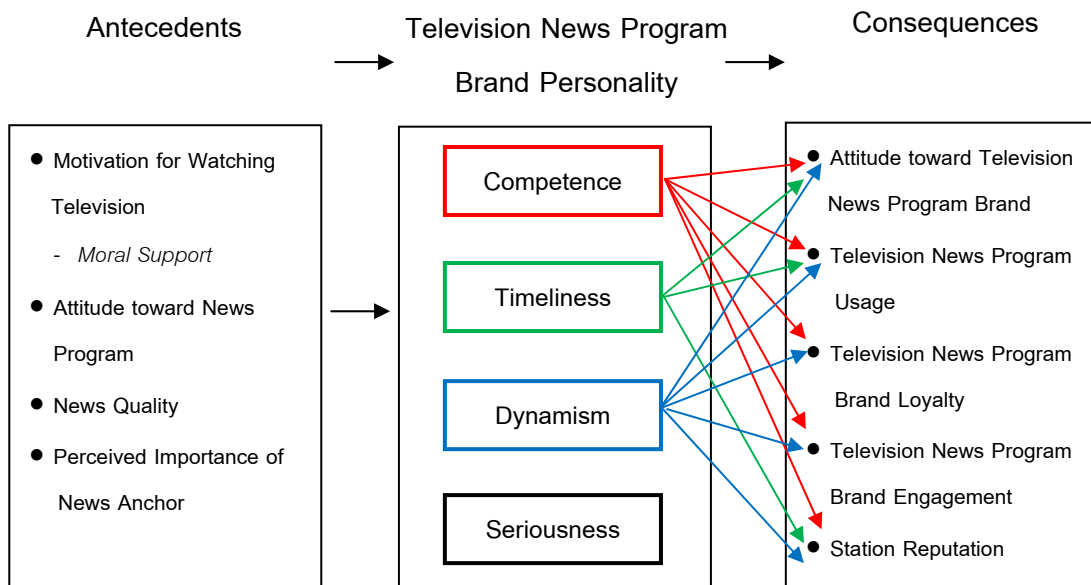 Antecedents
Television News Program
Brand Personality
Consequences
● Motivation for Watching
Television
- Moral Support
● Attitude toward News
Program
● News Quality
● Perceived Importance of
News Anchor
Competence
Timeliness
Dynamism
Seriousness
● Attitude toward Television
News Program Brand
● Television News Program
Usage
● Television News Program
Brand Loyalty
● Television News Program
Brand Engagement
● Station Reputation